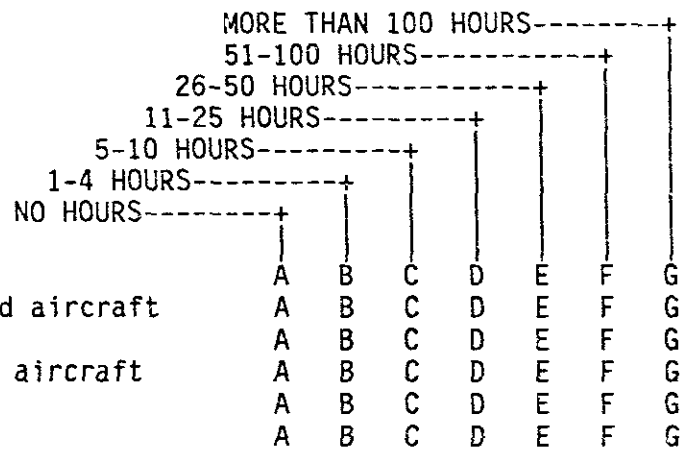 MORE THAN 100 HOURS--------+
51-100 HOURS-----------+
26-50 HOURS-----------+
11-25 HOURS---------+
5-10 HOURS---------+
1-4 HOURS---------+
NO HOURS--------+
A B C D E F G
d aircraft A B C D E F G
A B C D E F G
aircraft A B C D E F G
A B C D E F G
A B C D E F G